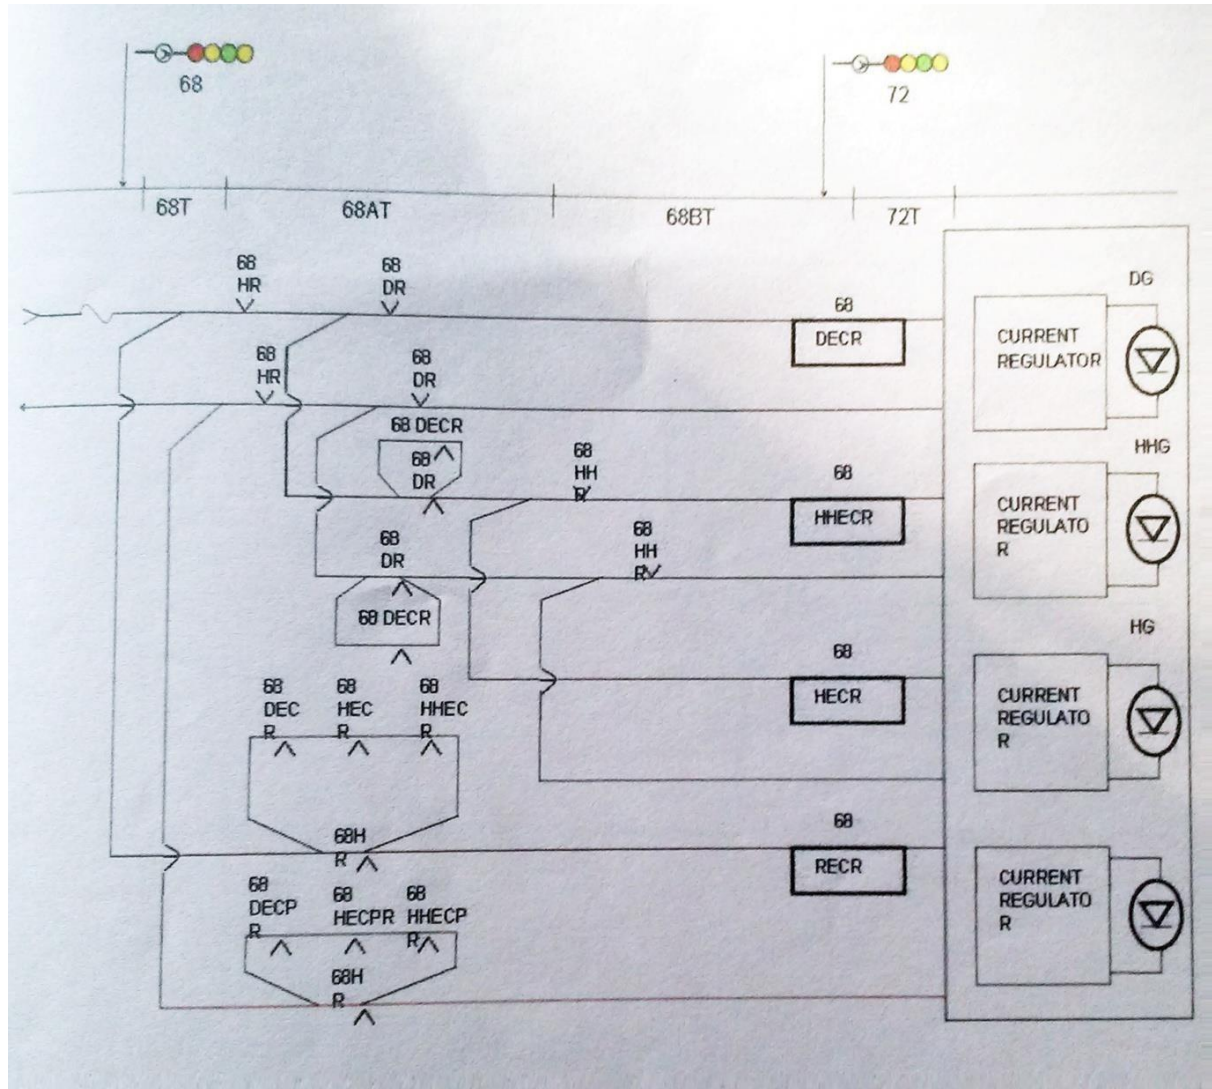 68
72
68T
68AT
68BT
72T
68
HR
68
DR
68
DECR
DG
CURRENT
REGULATOR
68
HR
68
DR
68 DECR
68
DR
68
HH
R
68
HHECR
HHG
CURRENT
REGULATO
R
68
DR
68
HH
R
68 DECR
68
HECR
HG
CURRENT
REGULATO
R
68
DEC
R
68
HEC
R
68
HHEC
R
68H
R
68
RECR
CURRENT
REGULATO
R
68
DECP
R
68
HECPR
68
HHECP
R
68H
R